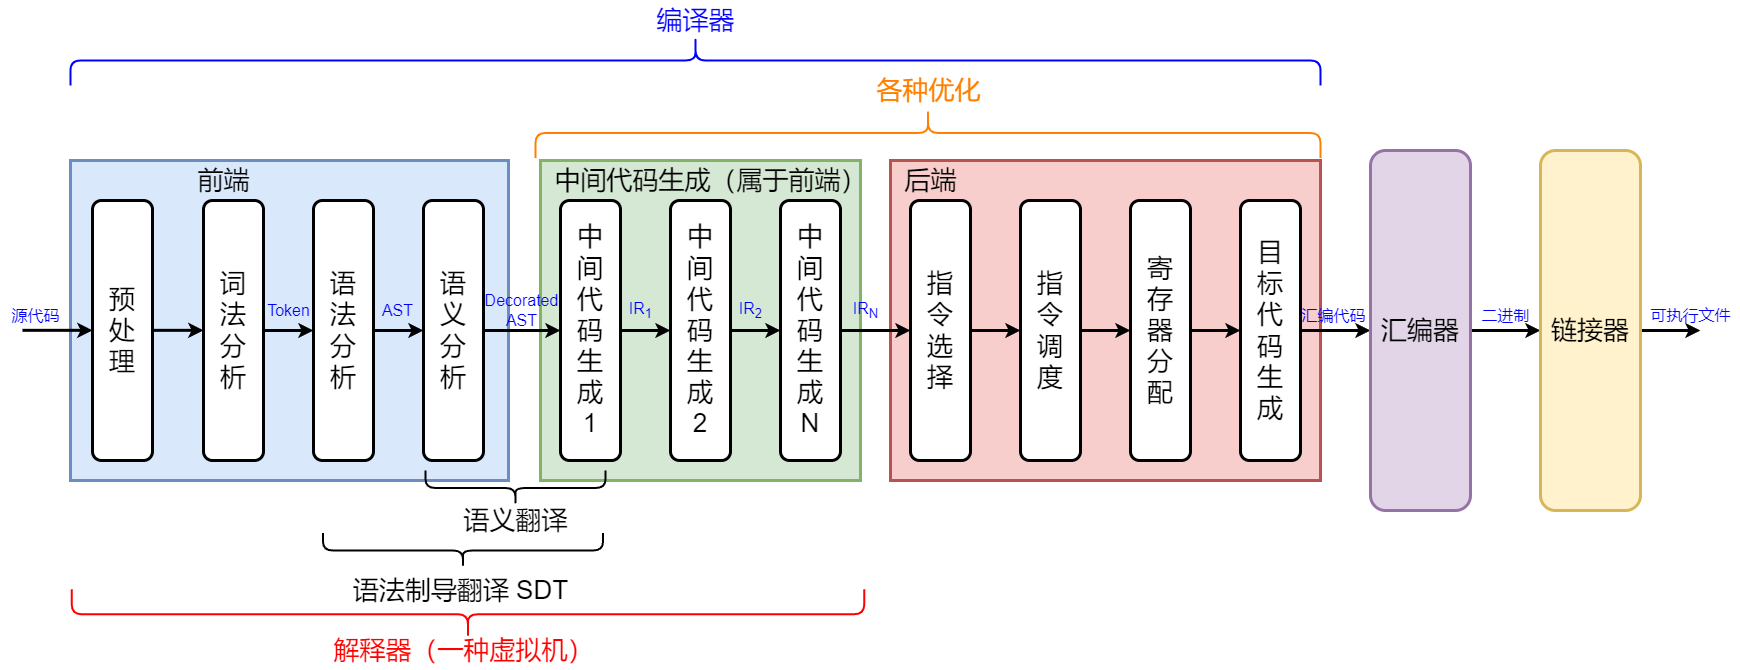 编译器
各种优化
前端
中间代码生成（属于前端）
后端
源代码
预处理
词法分析
Token
语法分析
AST
语义分析
Decorated
AST
中间代码生成1
IR1
中间代码生成2
IR2
中间代码生成N
IRN
指令选择
指令调度
寄存器分配
目标代码生成
汇编代码
汇编器
二进制
链接器
可执行文件
语义翻译
语法制导翻译 SDT
解释器（一种虚拟机）